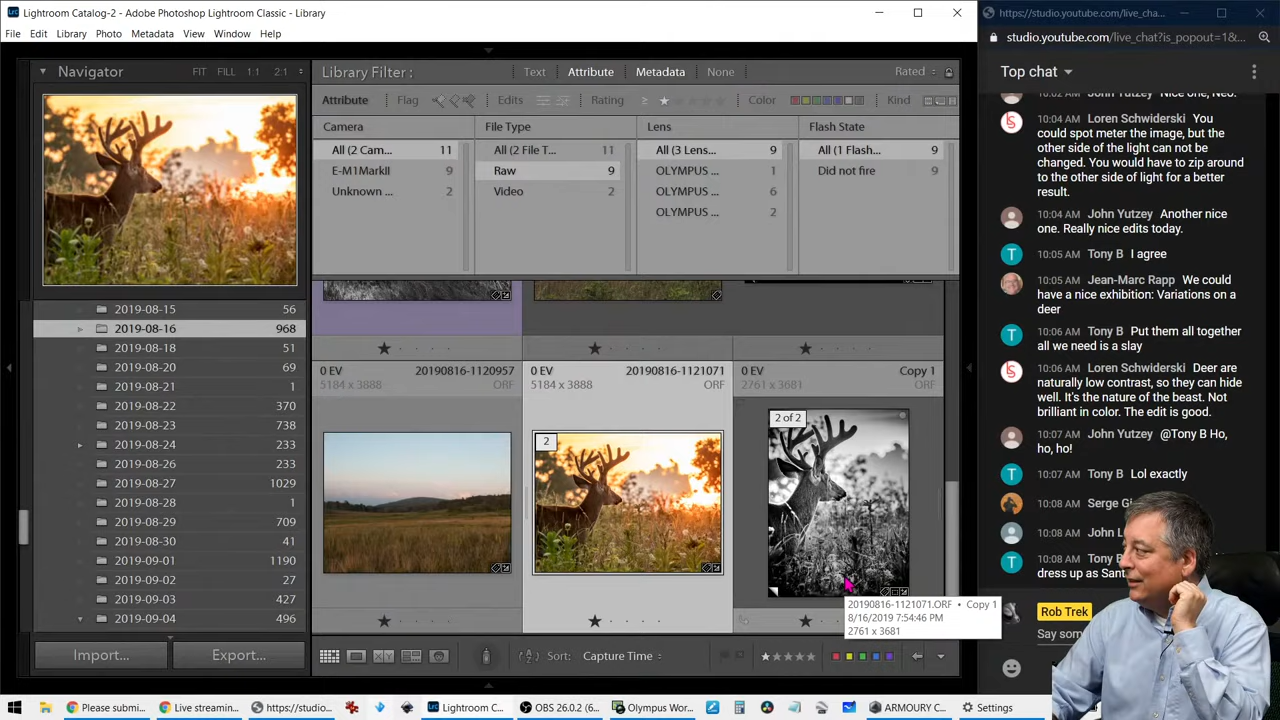 Lightroom Catalog-2 - Adobe Photoshop Lightroom Classic - Library
File Edit Library Photo Metadata View Window Help
Navigator FIT FILL 1:1 2:1
2019-08-15 56
2019-08-16 968
2019-08-18 51
2019-08-20 69
2019-08-21 1
2019-08-22 370
2019-08-23 738
2019-08-24 233
2019-08-26 233
2019-08-27 1029
2019-08-28 1
2019-08-29 709
2019-08-30 41
2019-09-01 1190
2019-09-02 27
2019-09-03 427
2019-09-04 496
Import... Export...
Library Filter : Text Attribute Metadata None Rated
Attribute Flag Edits Rating ≥ Color Kind
Camera File Type Lens Flash State
All (2 Cam... 11 All (2 File T... 11 All (3 Lens... 9 All (1 Flash... 9
E-M1MarkII 9 Raw 9 OLYMPUS ... 1 Did not fire 9
Unknown ... 2 Video 2 OLYMPUS ... 6
OLYMPUS ... 2
0 EV 20190816-1120957
5184 x 3888 ORF
0 EV 20190816-1121071
5184 x 3888 ORF
2
0 EV Copy 1
2761 x 3681 ORF
2 of 2
20190816-1121071.ORF • Copy 1
8/16/2019 7:54:46 PM
2761 x 3681
Sort: Capture Time
https://studio.youtube.com/live_cha...
https://studio.youtube.com/live_chat?is_popout=1&...
Top chat
10:04 AM Loren Schwiderski You
could spot meter the image, but the
other side of the light can not be
changed. You would have to zip around
to the other side of light for a better
result.
10:04 AM John Yutzey Another nice
one. Really nice edits today.
10:05 AM Tony B I agree
10:05 AM Jean-Marc Rapp We could
have a nice exhibition: Variations on a
deer
10:06 AM Tony B Put them all together
all we need is a slay
10:06 AM Loren Schwiderski Deer are
naturally low contrast, so they can hide
well. It's the nature of the beast. Not
brilliant in color. The edit is good.
10:07 AM John Yutzey @Tony B Ho,
ho, ho!
10:07 AM Tony B Lol exactly
10:08 AM Serge
10:08 AM John
10:08 AM Tony
dress up as
Rob Trek
Say
Please submi... Live streamin... https://studio... Lightroom C... OBS 26.0.2 (6... Olympus Wor... ARMOURY C... Settings